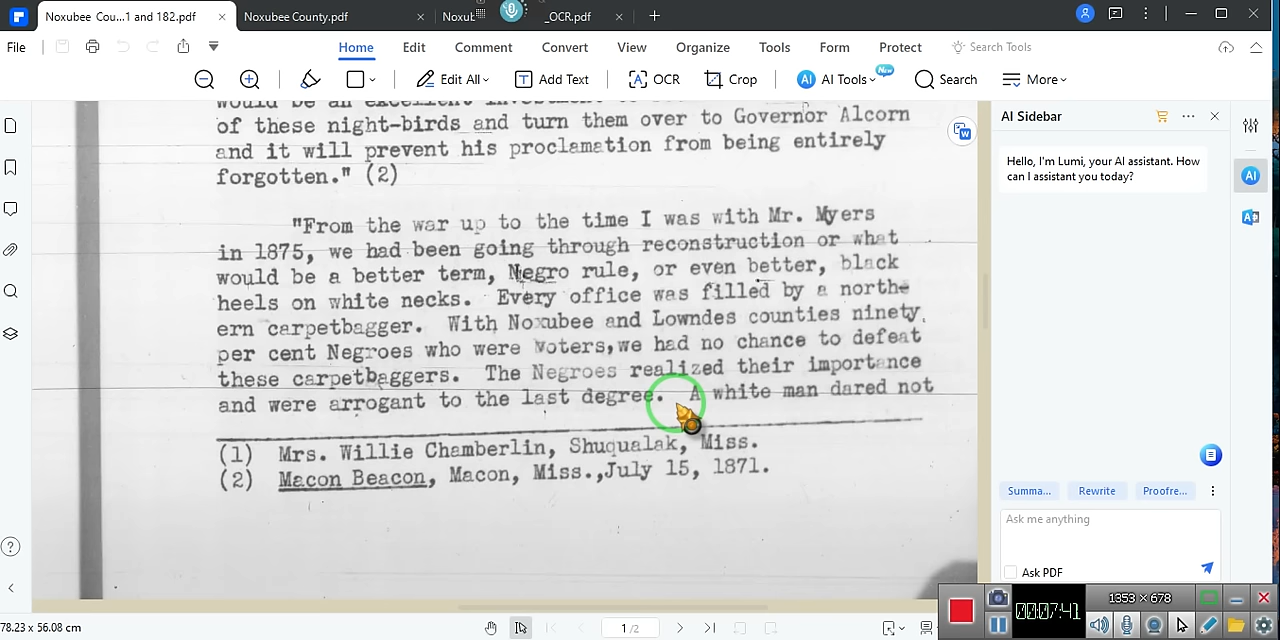 Noxubee Cou...1 and 182.pdf
Noxubee County.pdf
Noxub
_OCR.pdf
File
Home
Edit
Comment
Convert
View
Organize
Tools
Form
Protect
Search Tools
Edit All
Add Text
OCR
Crop
AI
AI Tools
New
Search
More
of these night-birds and turn them over to Governor Alcorn
and it will prevent his proclamation from being entirely
forgotten." (2)
"From the war up to the time I was with Mr. Myers
in 1875, we had been going through reconstruction or what
would be a better term, Negro rule, or even better, black
heels on white necks. Every office was filled by a north-
ern carpetbagger. With Noxubee and Lowndes counties ninety
per cent Negroes who were voters, we had no chance to defeat
these carpetbaggers. The Negroes realized their importance
and were arrogant to the last degree. A white man dared not
(1) Mrs. Willie Chamberlin, Shuqualak, Miss.
(2) Macon Beacon, Macon, Miss., July 15, 1871.
AI Sidebar
Hello, I'm Lumi, your AI assistant. How
can I assistant you today?
AI
Summa...
Rewrite
Proofre...
Ask me anything
Ask PDF
1353 × 678
00:07:41
78.23 x 56.08 cm
1 /2